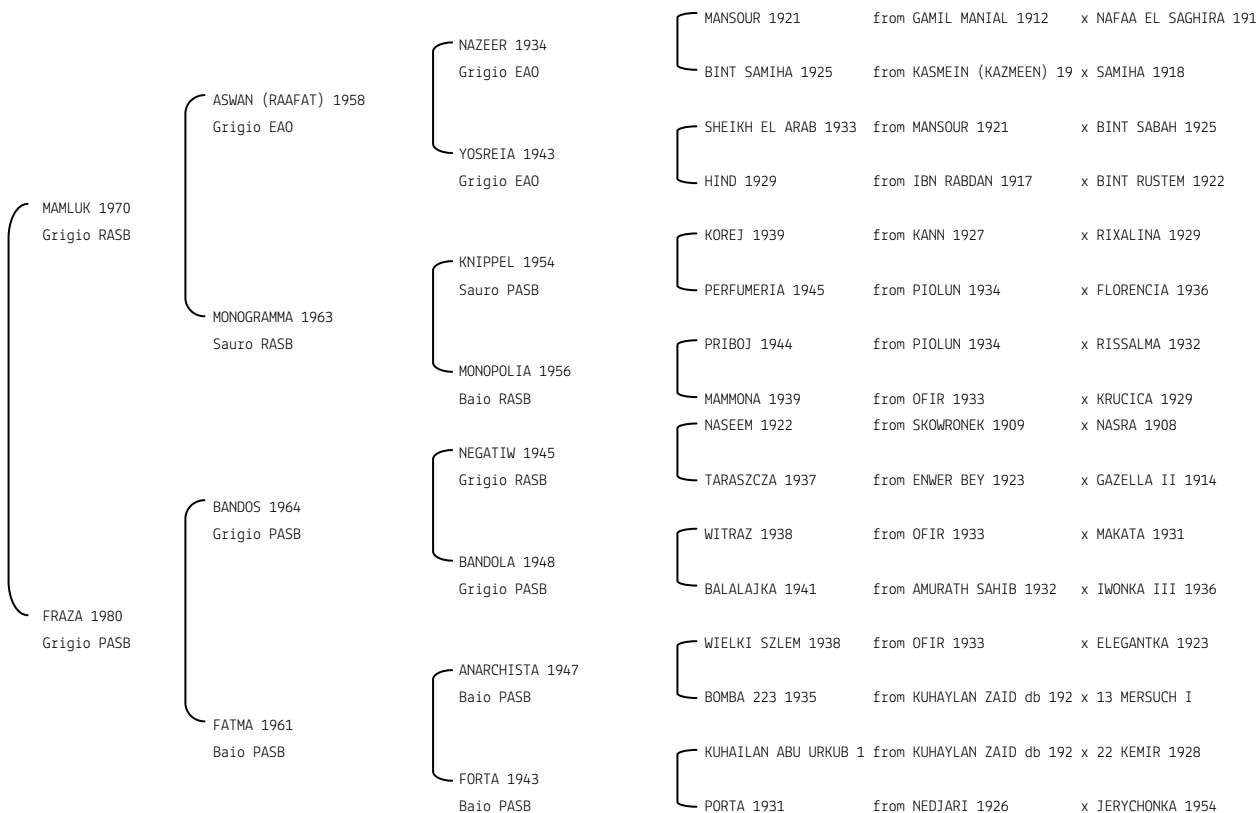 MANSOUR 1921 from GAMIL MANIAL 1912 x NAFAA EL SAGHIRA 191
NAZEER 1934
Grigio EAO
BINT SAMIHA 1925 from KASMEIN (KAZMEEN) 19 x SAMIHA 1918
ASWAN (RAAFAT) 1958
Grigio EAO
SHEIKH EL ARAB 1933 from MANSOUR 1921 x BINT SABAH 1925
YOSREIA 1943
Grigio EAO
HIND 1929 from IBN RABDAN 1917 x BINT RUSTEM 1922
MAMLUK 1970
Grigio RASB
KOREJ 1939 from KANN 1927 x RIXALINA 1929
KNIPPEL 1954
Sauro PASB
PERFUMERIA 1945 from PIOLUN 1934 x FLORENCIA 1936
MONOGRAMMA 1963
Sauro RASB
PRIBOJ 1944 from PIOLUN 1934 x RISSALMA 1932
MONOPOLIA 1956
Baio RASB
MAMMONA 1939 from OFIR 1933 x KRUCICA 1929
NASEEM 1922 from SKOWRONEK 1909 x NASRA 1908
NEGATIW 1945
Grigio RASB
TARASZCZA 1937 from ENWER BEY 1923 x GAZELLA II 1914
BANDOS 1964
Grigio PASB
WITRAZ 1938 from OFIR 1933 x MAKATA 1931
BANDOLA 1948
Grigio PASB
BALALAJKA 1941 from AMURATH SAHIB 1932 x IWONKA III 1936
FRAZA 1980
Grigio PASB
WIELKI SZLEM 1938 from OFIR 1933 x ELEGANTKA 1923
ANARCHISTA 1947
Baio PASB
BOMBA 223 1935 from KUHAYLAN ZAID db 192 x 13 MERSUCH I
FATMA 1961
Baio PASB
KUHAILAN ABU URKUB 1 from KUHAYLAN ZAID db 192 x 22 KEMIR 1928
FORTA 1943
Baio PASB
PORTA 1931 from NEDJARI 1926 x JERYCHONKA 1954